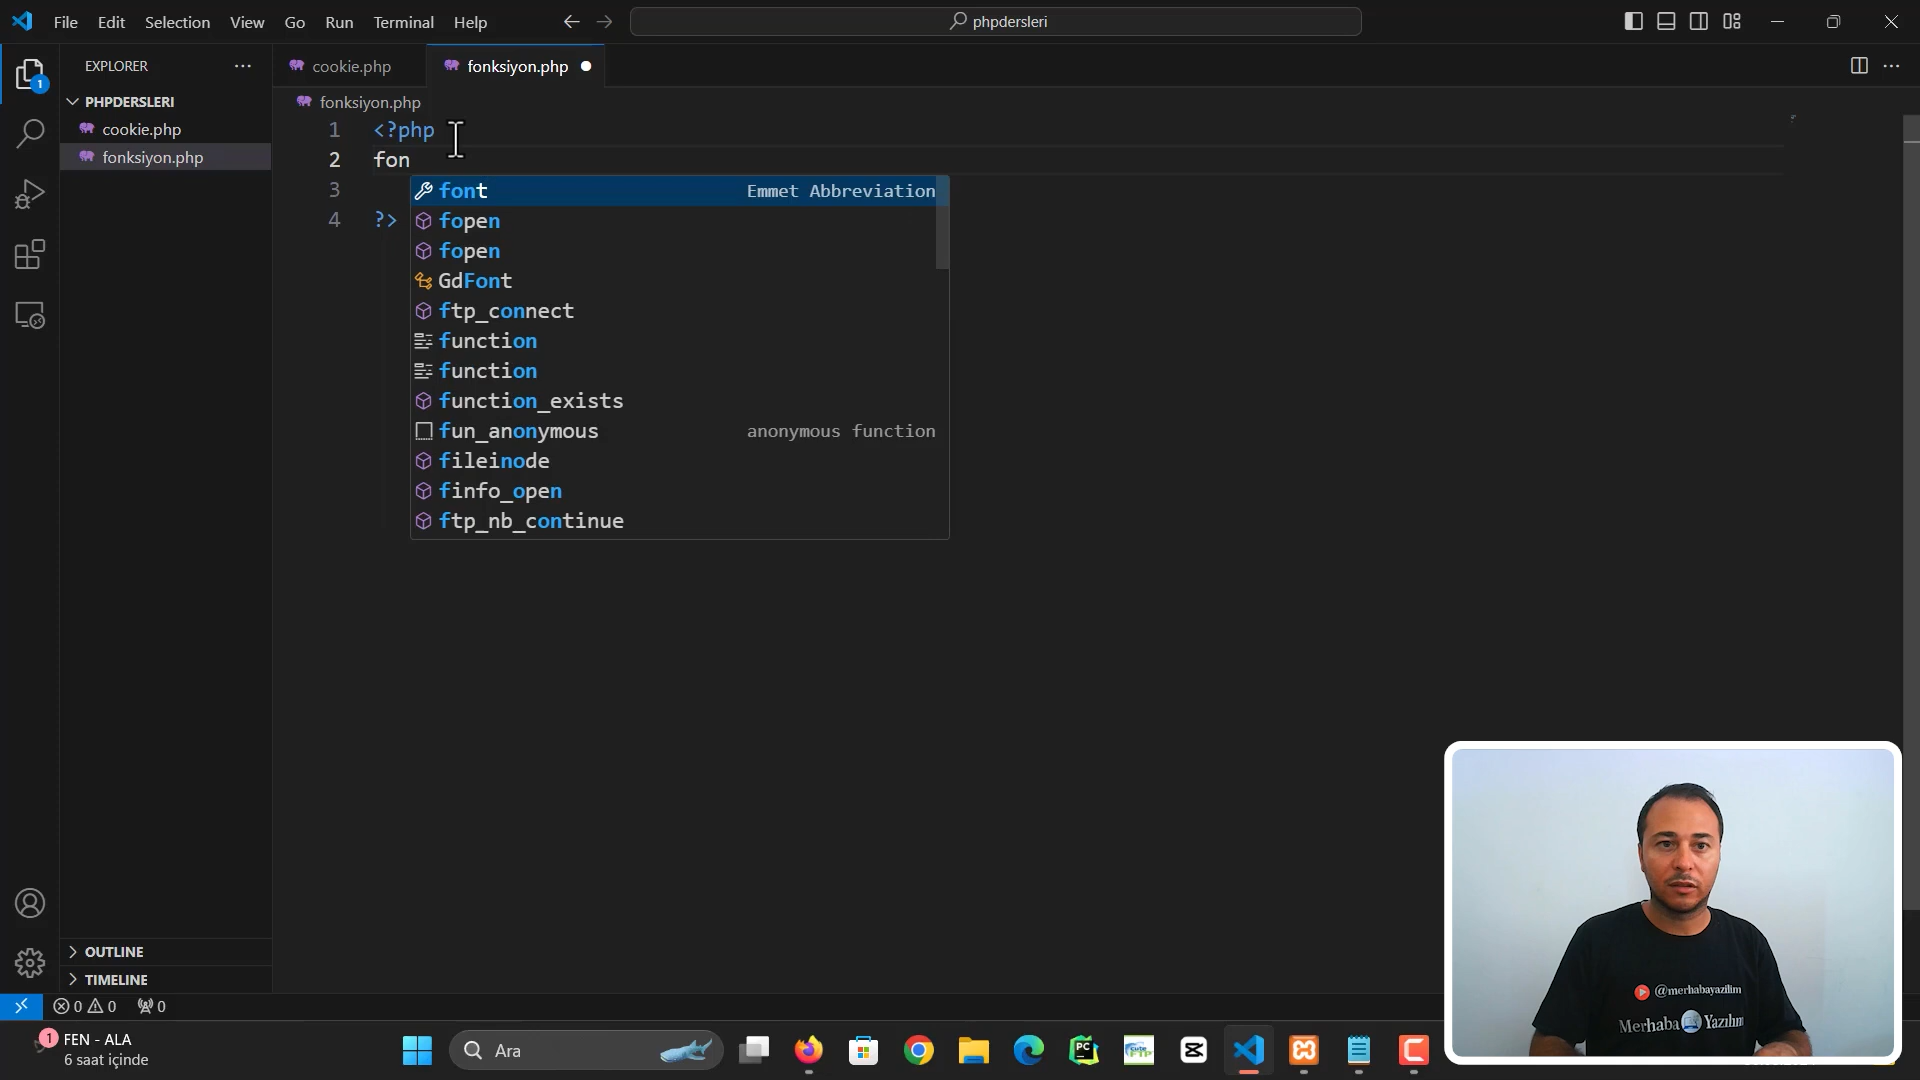 File Edit Selection View Go Run Terminal Help
phpdersleri
EXPLORER
cookie.php
fonksiyon.php
PHPDERSLERI
cookie.php
fonksiyon.php
1
fonksiyon.php
1 <?php
2 fon
3
4 ?>
font Emmet Abbreviation
fopen
fopen
GdFont
ftp_connect
function
function
function_exists
fun_anonymous anonymous function
fileinode
finfo_open
ftp_nb_continue
OUTLINE
TIMELINE
0 0 0
@merhabayazilim
Merhaba Yazılım
1
FEN - ALA
6 saat içinde
Ara
PC